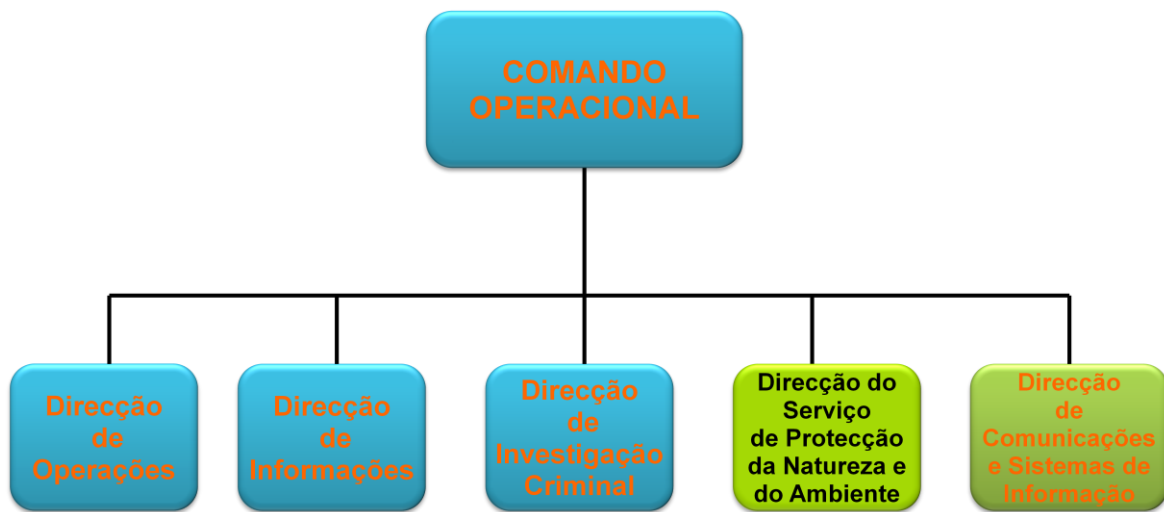 COMANDO
OPERACIONAL
Direcção
de
Operações
Direcção
de
Informações
Direcção
de
Investigação
Criminal
Direcção do
Serviço
de Protecção
da Natureza e
do Ambiente
Direcção
de
Comunicações
e Sistemas de
Informação